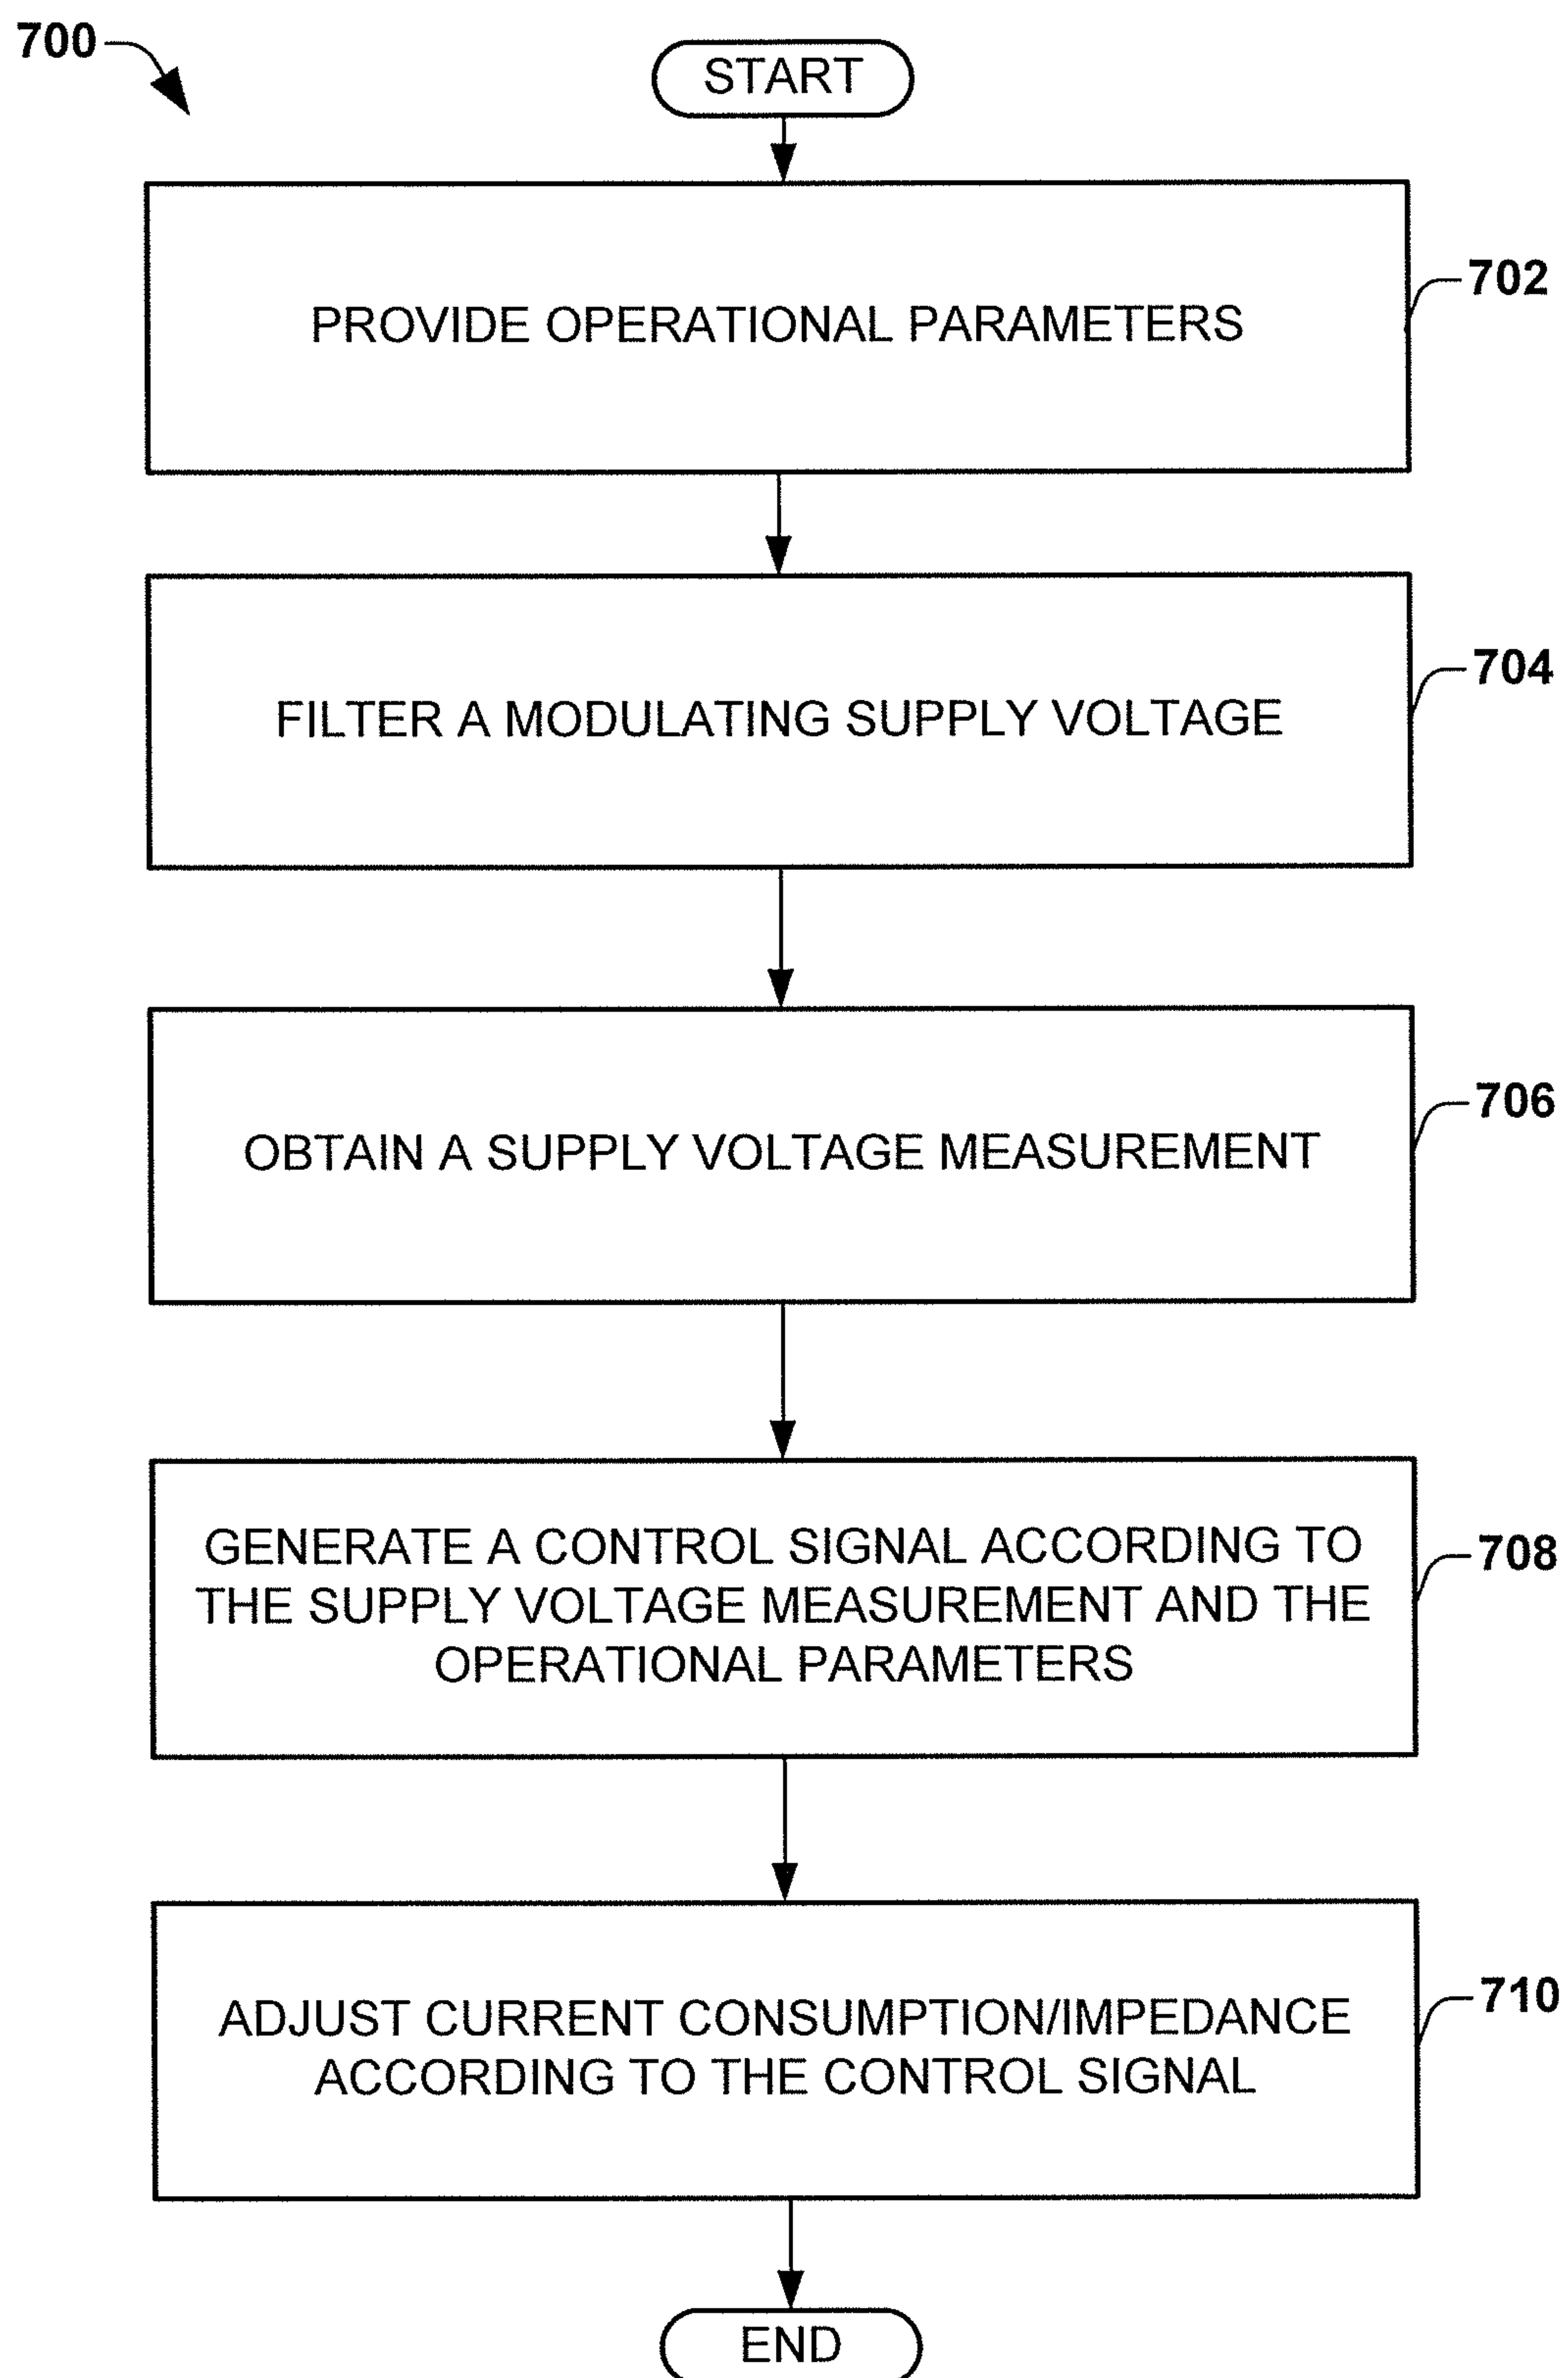 700
START
PROVIDE OPERATIONAL PARAMETERS
702
FILTER A MODULATING SUPPLY VOLTAGE
704
OBTAIN A SUPPLY VOLTAGE MEASUREMENT
706
GENERATE A CONTROL SIGNAL ACCORDING TO
THE SUPPLY VOLTAGE MEASUREMENT AND THE
OPERATIONAL PARAMETERS
708
ADJUST CURRENT CONSUMPTION/IMPEDANCE
ACCORDING TO THE CONTROL SIGNAL
710
END